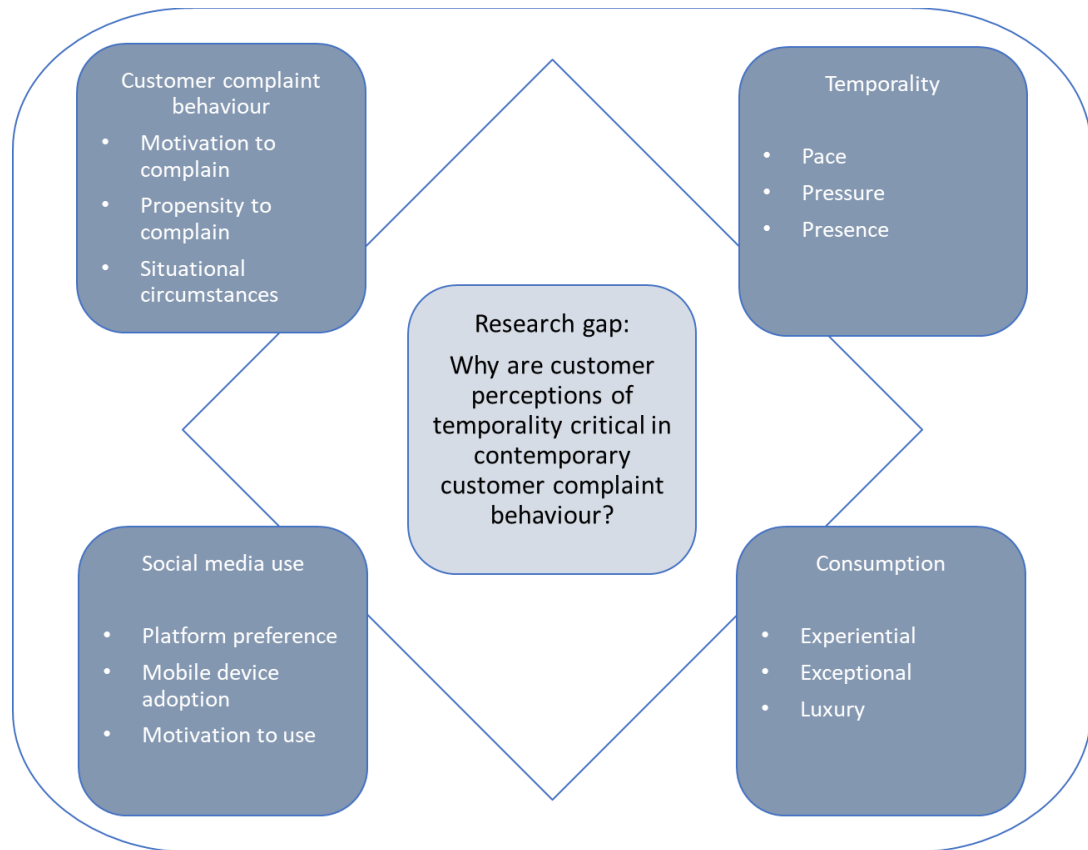 Customer complaint
behaviour
• Motivation to
complain
• Propensity to
complain
• Situational
circumstances
Temporality
• Pace
• Pressure
• Presence
Research gap:
Why are customer
perceptions of
temporality critical in
contemporary
customer complaint
behaviour?
Social media use
• Platform preference
• Mobile device
adoption
• Motivation to use
Consumption
• Experiential
• Exceptional
• Luxury